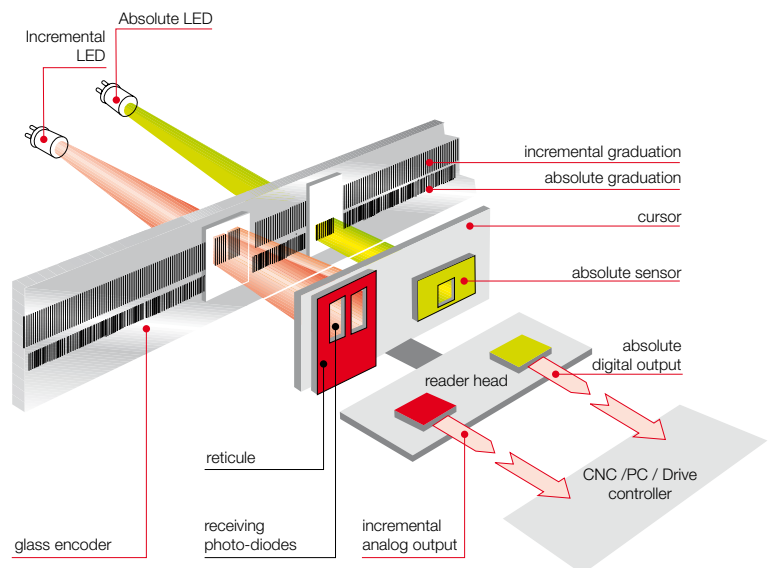 Absolute LED
Incremental
LED
incremental graduation
absolute graduation
cursor
absolute sensor
absolute
digital output
reader head
reticule
CNC /PC / Drive
controller
glass encoder
receiving
photo-diodes
incremental
analog output